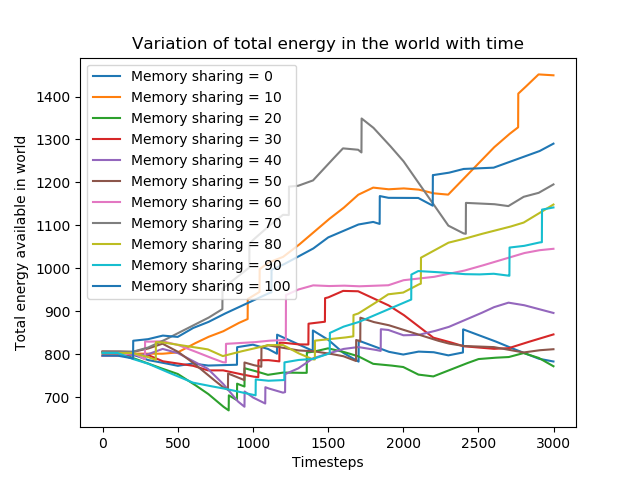 Variation of total energy in the world with time
Total energy available in world
1400
1300
1200
1100
1000
900
800
700
Memory sharing = 0
Memory sharing = 10
Memory sharing = 20
Memory sharing = 30
Memory sharing = 40
Memory sharing = 50
Memory sharing = 60
Memory sharing = 70
Memory sharing = 80
Memory sharing = 90
Memory sharing = 100
0 500 1000 1500 2000 2500 3000
Timesteps